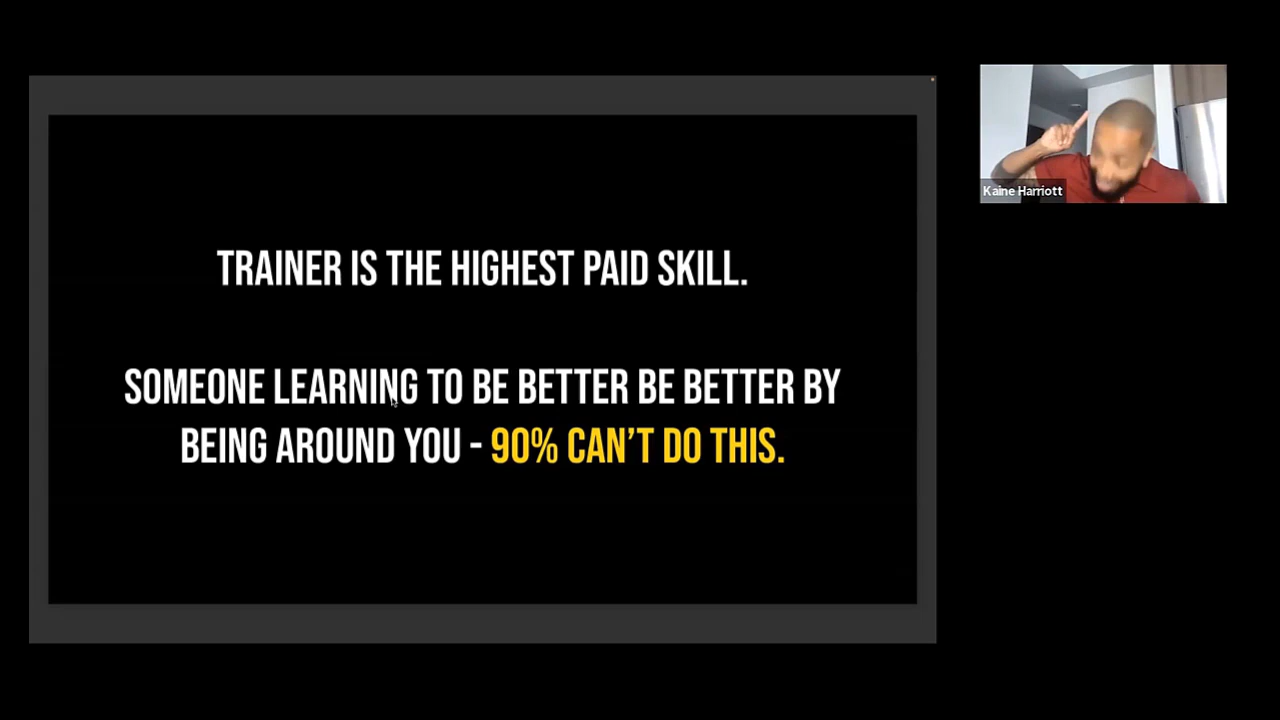 TRAINER IS THE HIGHEST PAID SKILL.
SOMEONE LEARNING TO BE BETTER BE BETTER BY
BEING AROUND YOU - 90% CAN'T DO THIS.
Kaine Harriott